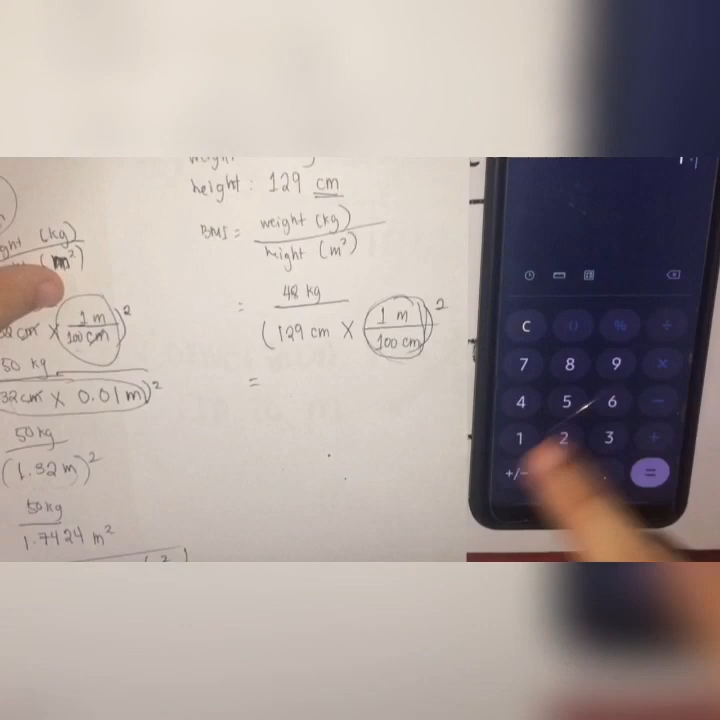 height : 129 cm
BMI = weight (kg)
height (m²)
= 48 kg
(129 cm × 1 m
100 cm)²
=
(kg)
(m²)
cm × 1 m
100 cm)²
50 kg
32 cm × 0.01 m)²
50 kg
(1.32 m)²
50 kg
1.7424 m²
C () % ÷
7 8 9 ×
4 5 6 −
1 2 3 +
+/− . =